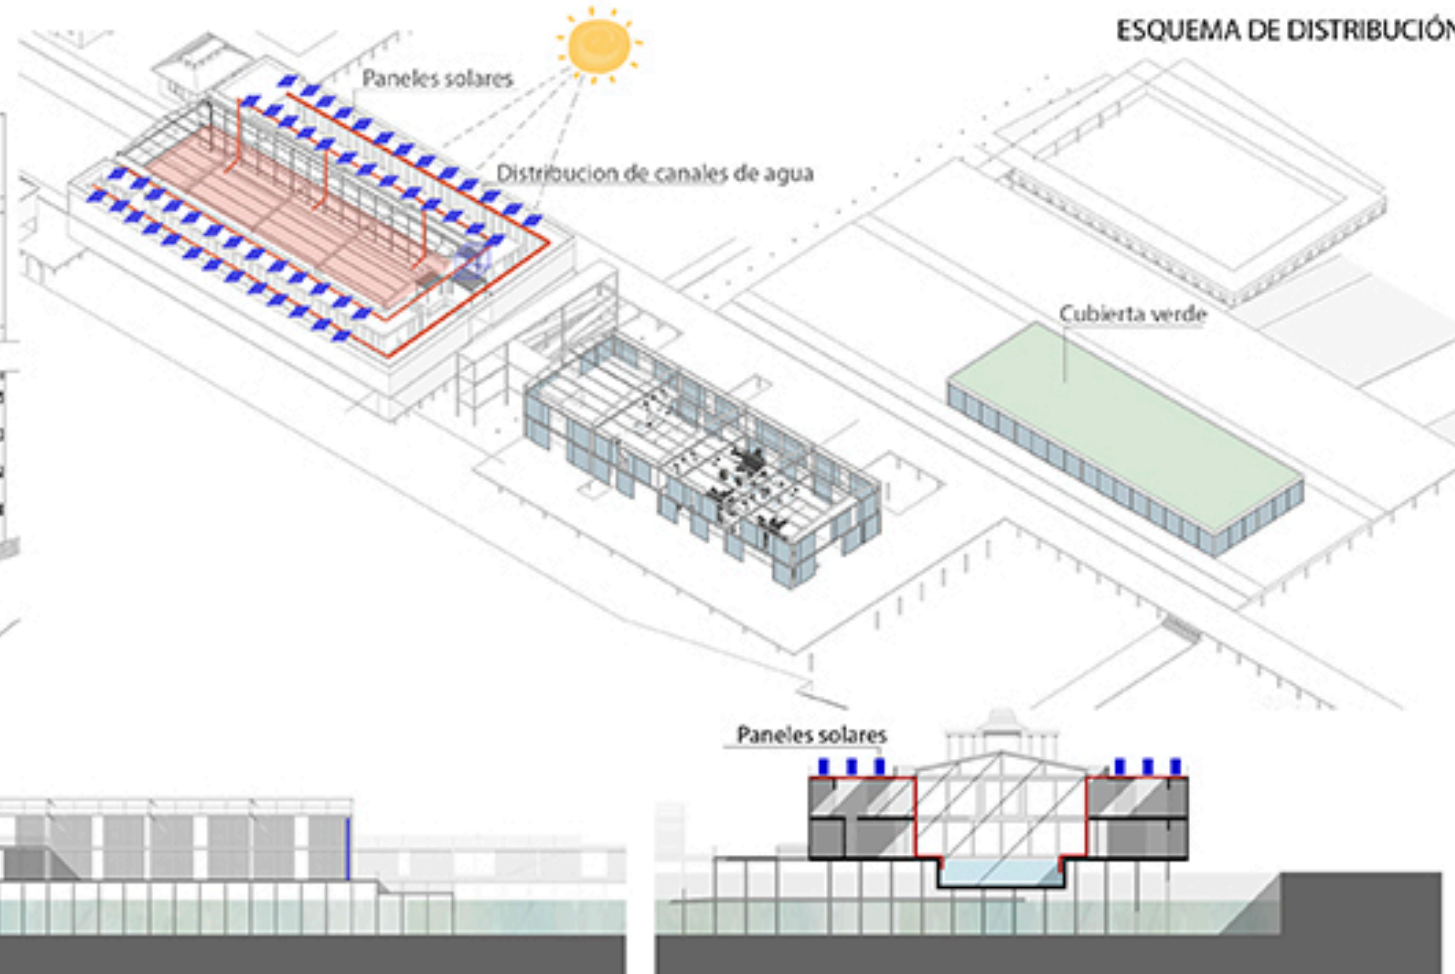 ESQUEMA DE DISTRIBUCIÓN
Paneles solares
Distribucion de canales de agua
Cubierta verde
Paneles solares